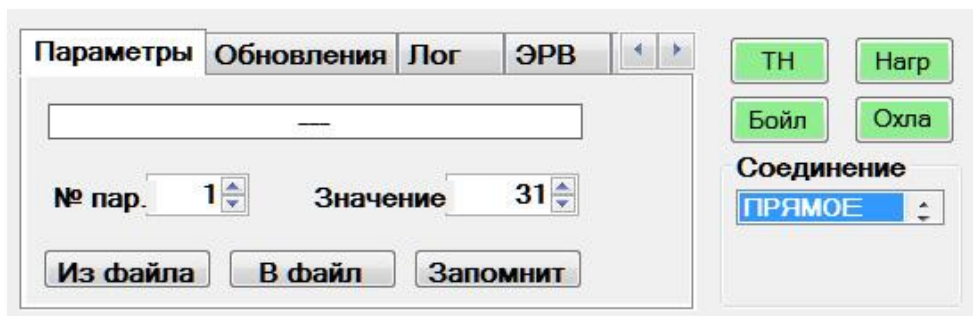 Параметры Обновления Лог ЭРВ
---
№ пар. 1 Значение 31
Из файла В файл Запомнит
ТН Нагр
Бойл Охла
Соединение
ПРЯМОЕ